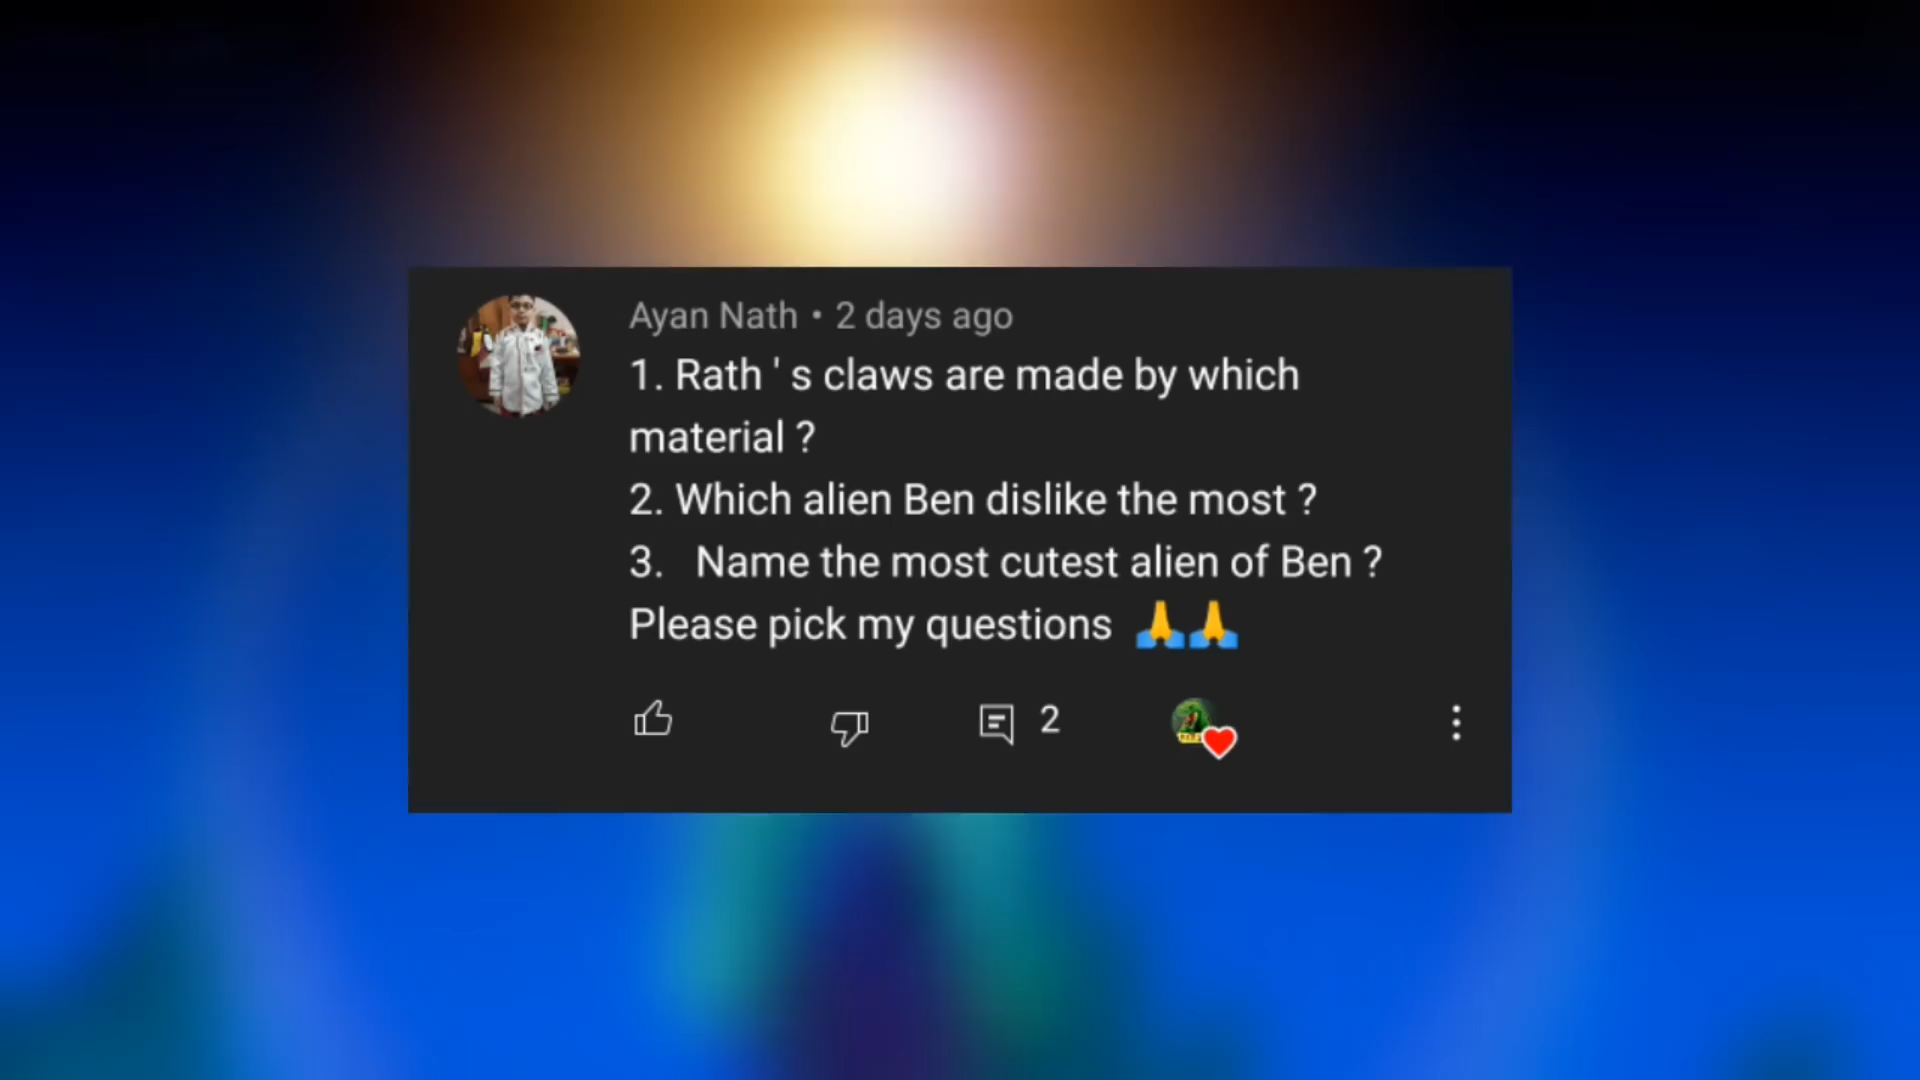 Ayan Nath • 2 days ago
1. Rath ' s claws are made by which
material ?
2. Which alien Ben dislike the most ?
3. Name the most cutest alien of Ben ?
Please pick my questions 🙏🙏
2